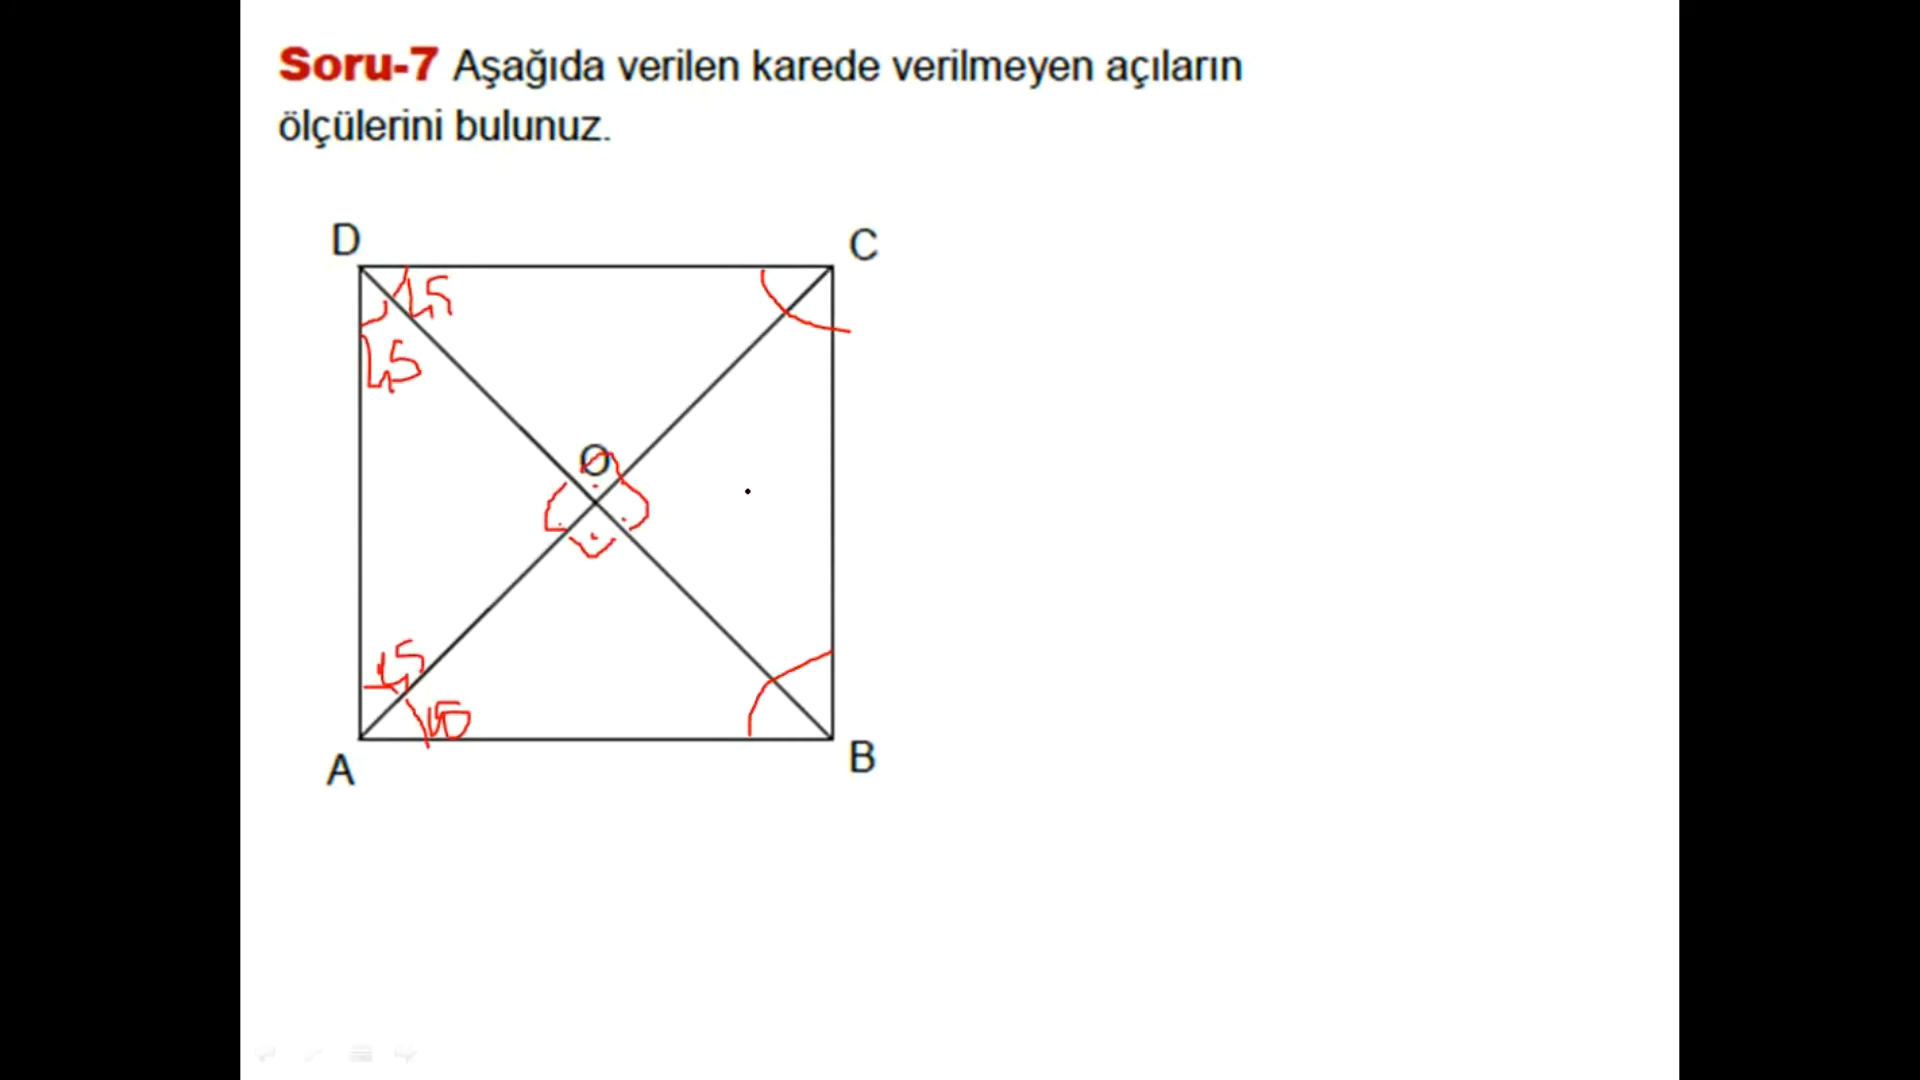 Soru-7 Aşağıda verilen karede verilmeyen açıların
ölçülerini bulunuz.
D
C
45
45
O
45
45
A
B